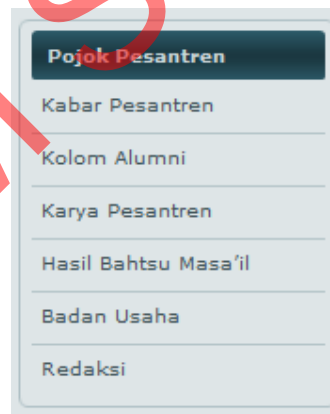 Pojok Pesantren
Kabar Pesantren
Kolom Alumni
Karya Pesantren
Hasil Bahtsu Masa’il
Badan Usaha
Redaksi